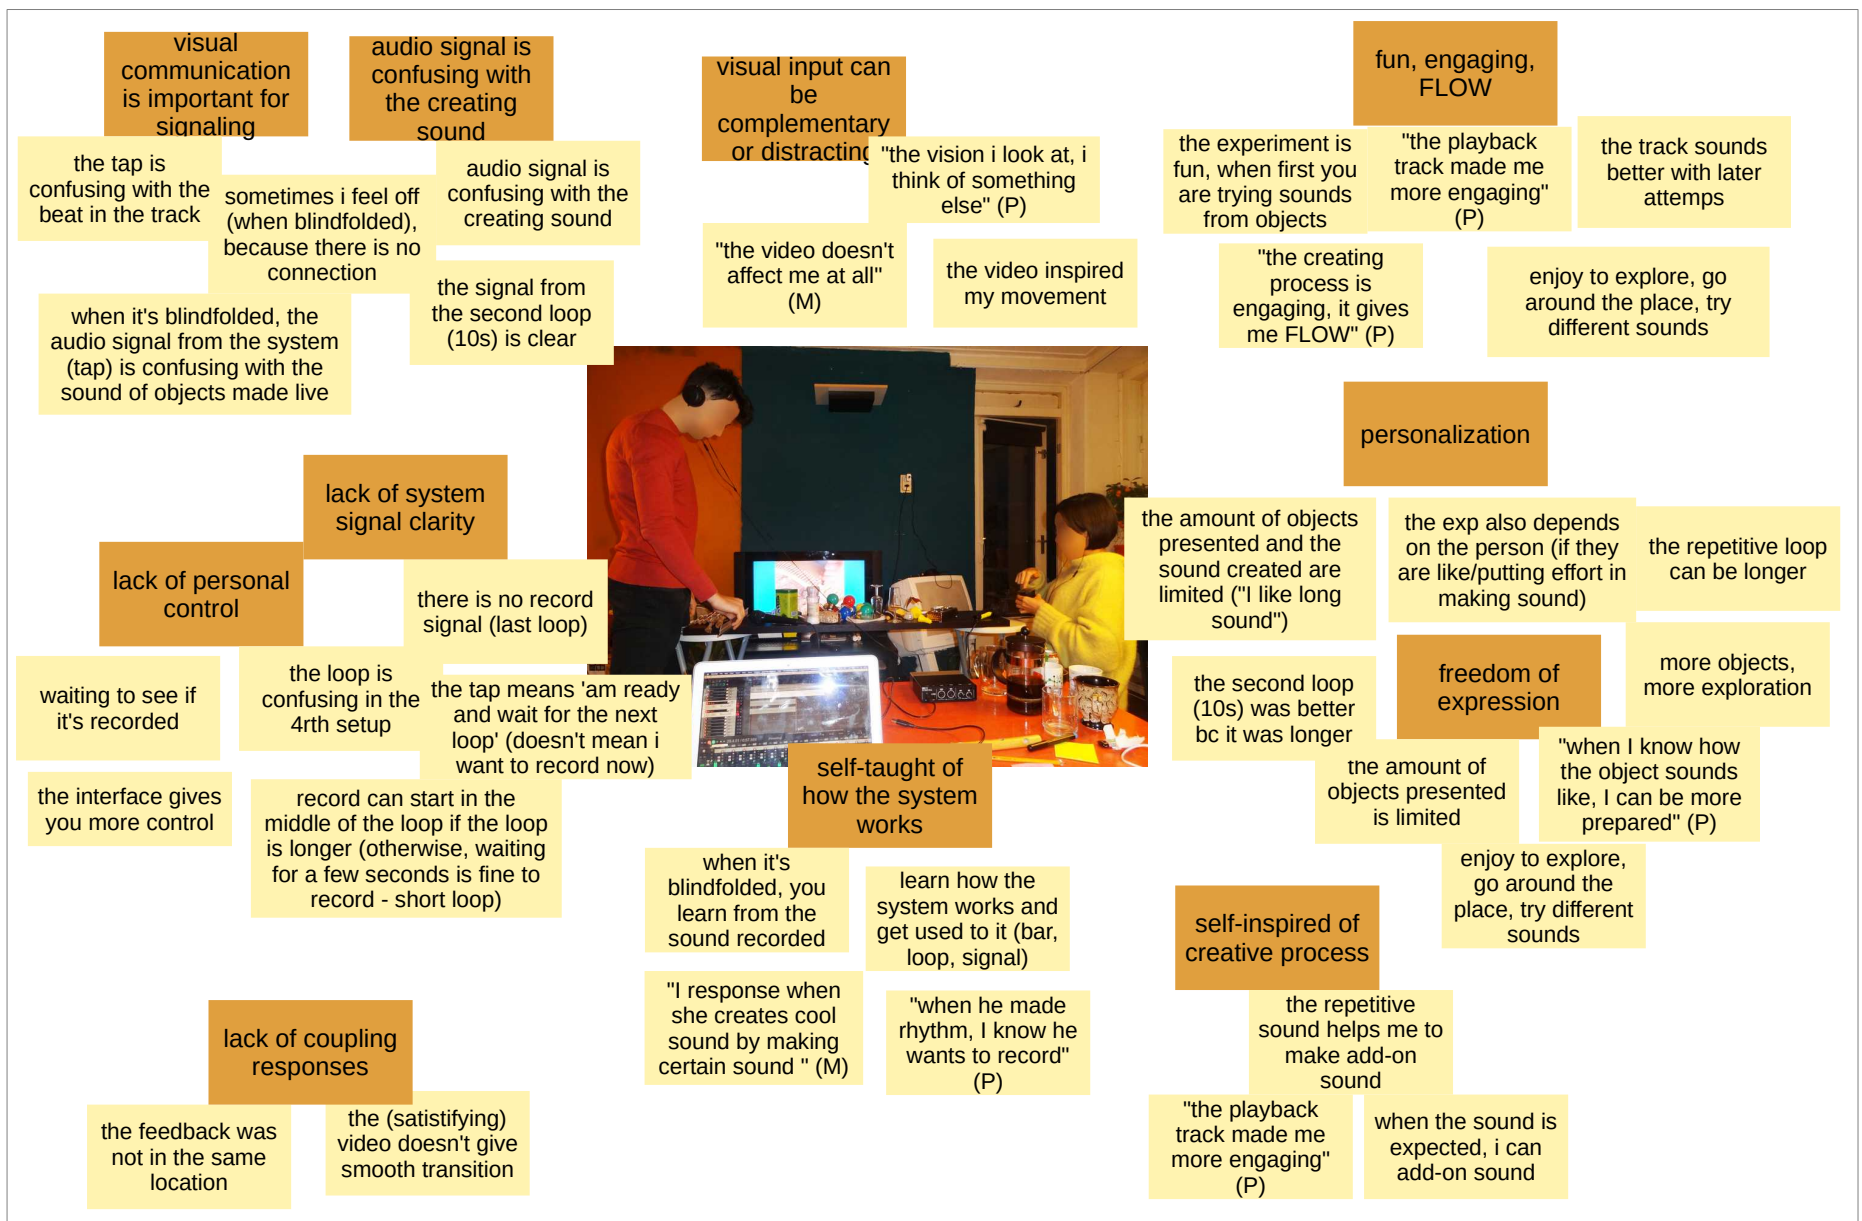 visual
communication
is important for
signaling
audio signal is
confusing with
the creating
sound
the tap is
confusing with the
beat in the track
sometimes i feel off
(when blindfolded),
because there is no
connection
audio signal is
confusing with the
creating sound
the signal from
the second loop
(10s) is clear
when it's blindfolded, the
audio signal from the system
(tap) is confusing with the
sound of objects made live
visual input can
be
complementary
or distracting
"the vision i look at, i
think of something
else" (P)
"the video doesn't
affect me at all"
(M)
the video inspired
my movement
fun, engaging,
FLOW
the experiment is
fun, when first you
are trying sounds
from objects
"the playback
track made me
more engaging"
(P)
the track sounds
better with later
attemps
"the creating
process is
engaging, it gives
me FLOW" (P)
enjoy to explore, go
around the place, try
different sounds
personalization
the amount of objects
presented and the
sound created are
limited ("I like long
sound")
the exp also depends
on the person (if they
are like/putting effort in
making sound)
the repetitive loop
can be longer
lack of system
signal clarity
lack of personal
control
there is no record
signal (last loop)
waiting to see if
it's recorded
the loop is
confusing in the
4rth setup
the tap means 'am ready
and wait for the next
loop' (doesn't mean i
want to record now)
the interface gives
you more control
record can start in the
middle of the loop if the loop
is longer (otherwise, waiting
for a few seconds is fine to
record - short loop)
freedom of
expression
more objects,
more exploration
the second loop
(10s) was better
bc it was longer
the amount of
objects presented
is limited
"when I know how
the object sounds
like, I can be more
prepared" (P)
enjoy to explore,
go around the
place, try different
sounds
self-taught of
how the system
works
when it's
blindfolded, you
learn from the
sound recorded
learn how the
system works and
get used to it (bar,
loop, signal)
"I response when
she creates cool
sound by making
certain sound " (M)
"when he made
rhythm, I know he
wants to record"
(P)
self-inspired of
creative process
the repetitive
sound helps me to
make add-on
sound
"the playback
track made me
more engaging"
(P)
when the sound is
expected, i can
add-on sound
lack of coupling
responses
the feedback was
not in the same
location
the (satistifying)
video doesn't give
smooth transition